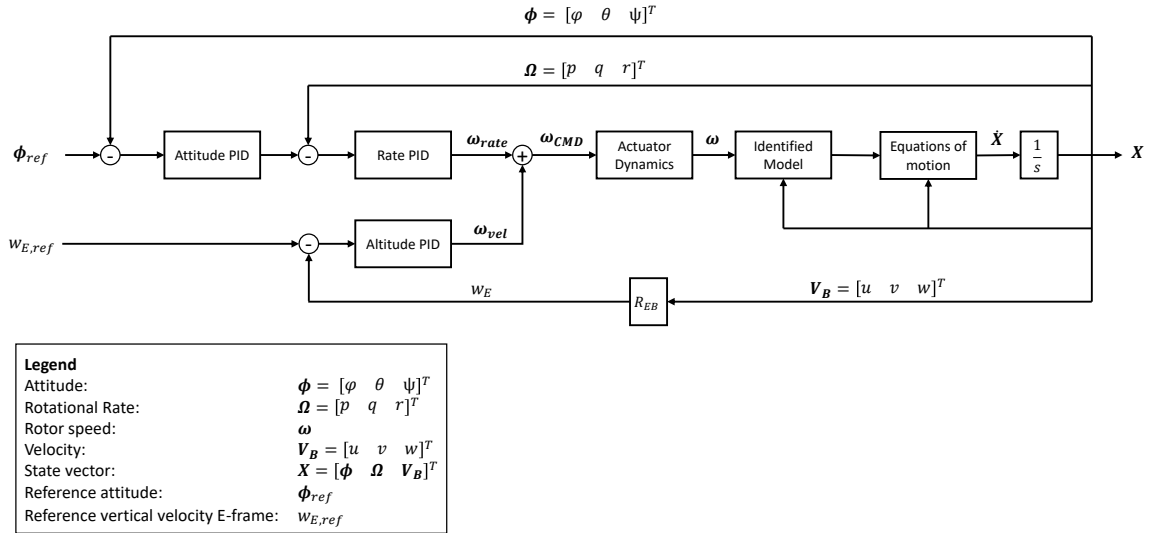 𝝓 = [φ θ ψ]ᵀ
𝜴 = [p q r]ᵀ
𝝓_ref
-
Attitude PID
-
Rate PID
𝝎_rate
+
𝝎_CMD
Actuator
Dynamics
𝝎
Identified
Model
Equations of
motion
Ẋ
1
s
X
w_E,ref
-
Altitude PID
𝝎_vel
w_E
R_EB
V_B = [u v w]ᵀ
Legend
Attitude: 𝝓 = [φ θ ψ]ᵀ
Rotational Rate: 𝜴 = [p q r]ᵀ
Rotor speed: 𝝎
Velocity: V_B = [u v w]ᵀ
State vector: X = [𝝓 𝜴 V_B]ᵀ
Reference attitude: 𝝓_ref
Reference vertical velocity E-frame: w_E,ref